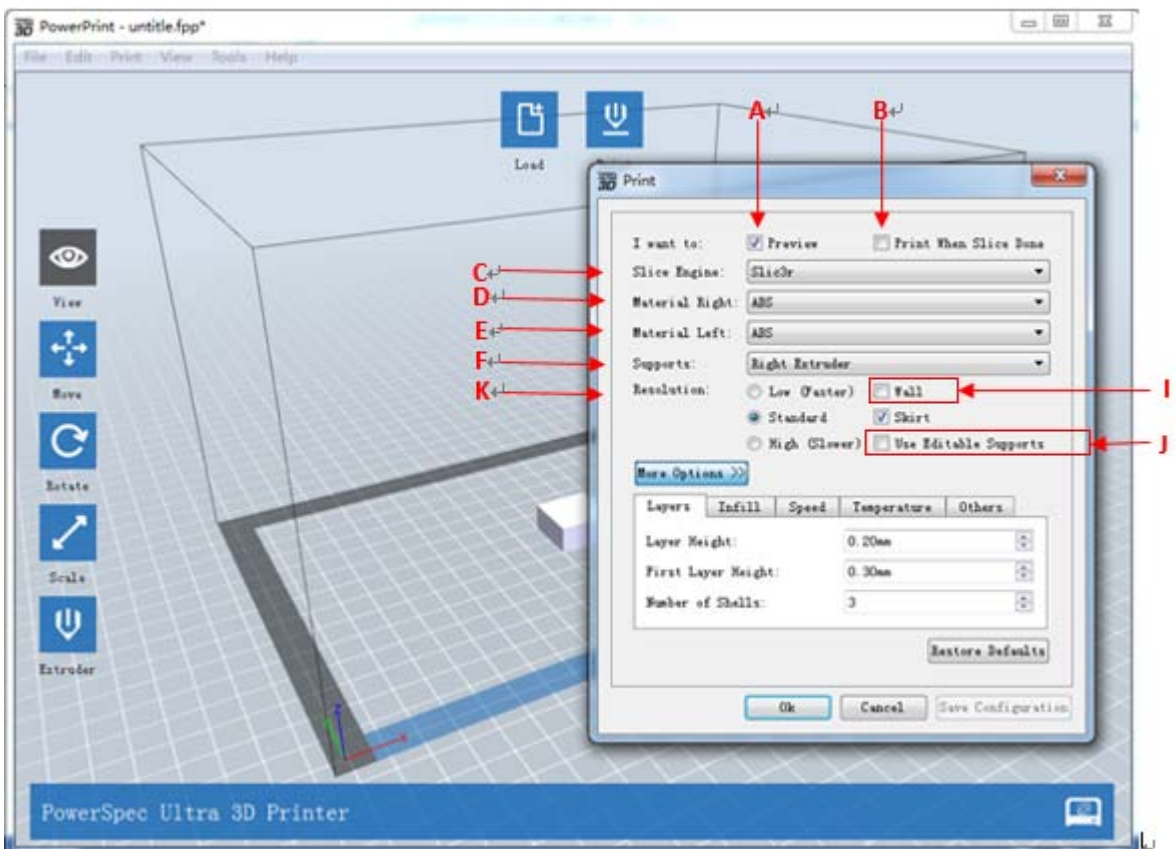 PowerPrint - untitle.fpp*
File Edit Print View Tools Help
A
B
Load
3D Print
I want to: Preview Print When Slice Done
C Slice Engine: Slic3r
D Material Right: ABS
E Material Left: ABS
F Supports: Right Extruder
K Resolution: Low (Faster) Wall I
Standard Skirt
High (Slower) Use Editable Supports J
More Options >>
Layers Infill Speed Temperature Others
Layer Height: 0.20mm
First Layer Height: 0.30mm
Number of Shells: 3
Restore Defaults
Ok Cancel Save Configuration
View
Move
Rotate
Scale
Extruder
PowerSpec Ultra 3D Printer